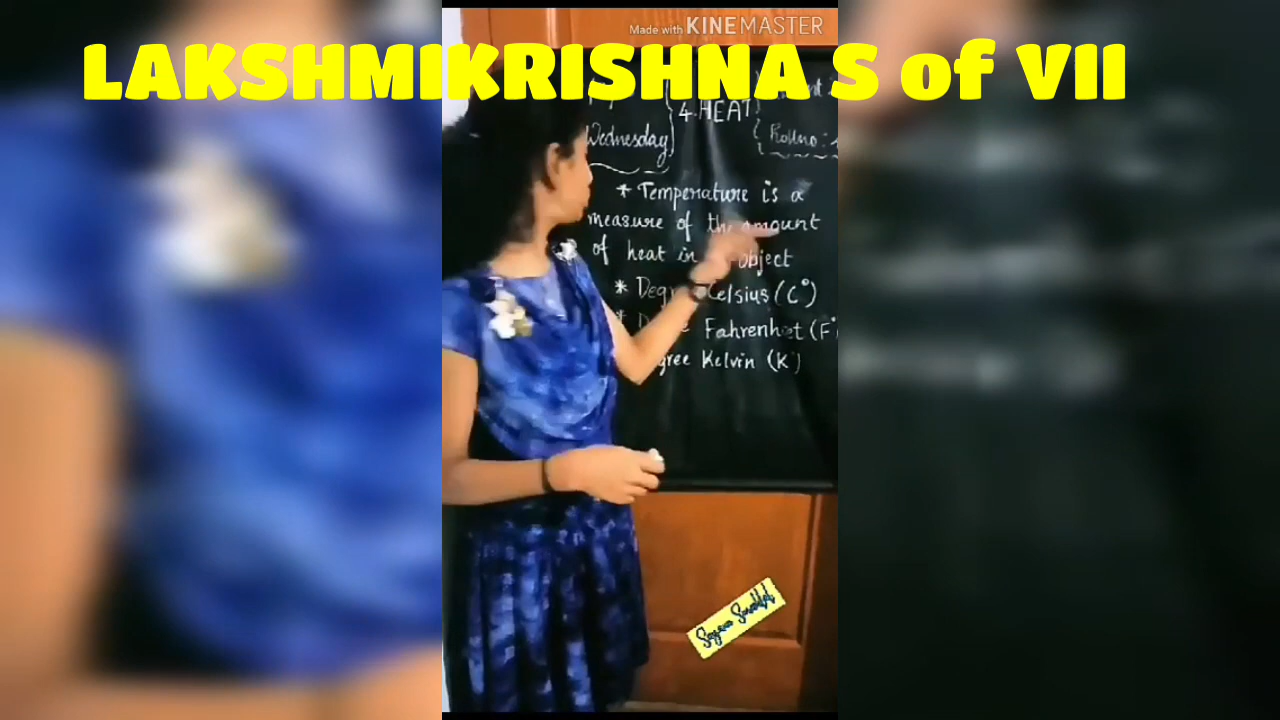 Made with KINEMASTER
LAKSHMIKRISHNA S of VII
4. HEAT
Wednesday
Rollno:
* Temperature is a
measure of the amount
of heat in object
* Degree Celsius (C°)
Fahrenheit (F°
Kelvin (K